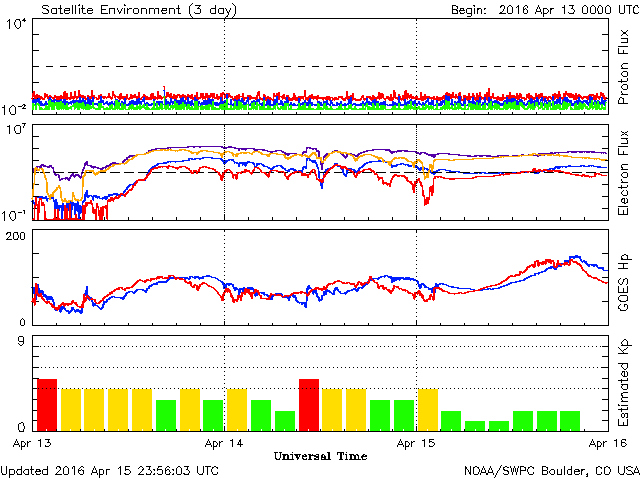 Satellite Environment (3 day) Begin: 2016 Apr 13 0000 UTC
10^4
10^-2
Proton Flux
10^7
10^-1
Electron Flux
200
0
GOES Hp
9
0
Estimated Kp
Apr 13 Apr 14 Apr 15 Apr 16
Universal Time
Updated 2016 Apr 15 23:56:03 UTC NOAA/SWPC Boulder, CO USA